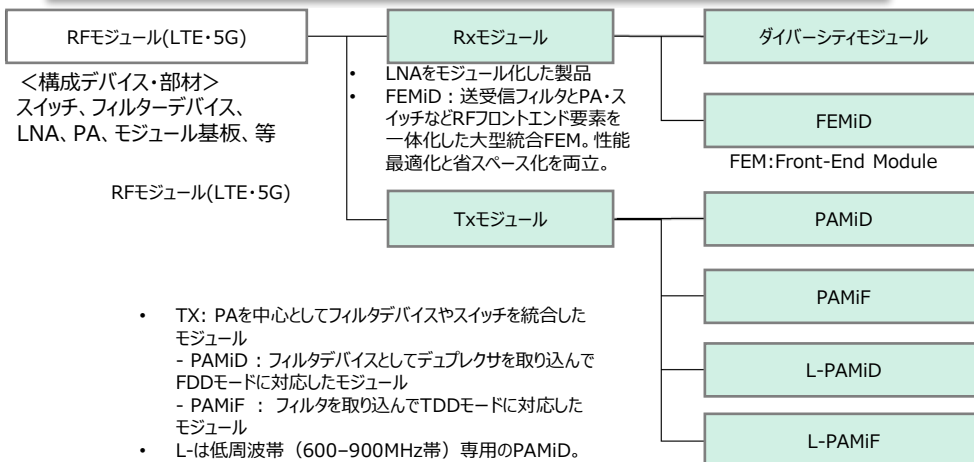 RFモジュール(LTE・5G)
＜構成デバイス・部材＞
スイッチ、フィルターデバイス、
LNA、PA、モジュール基板、等
RFモジュール(LTE・5G)
Rxモジュール
• LNAをモジュール化した製品
• FEMiD：送受信フィルタとPA・ス
イッチなどRFフロントエンド要素を
一体化した大型統合FEM。性能
最適化と省スペース化を両立。
ダイバーシティモジュール
FEMiD
FEM:Front-End Module
Txモジュール
PAMiD
PAMiF
L-PAMiD
L-PAMiF
• TX: PAを中心としてフィルタデバイスやスイッチを統合した
モジュール
- PAMiD：フィルタデバイスとしてデュプレクサを取り込んで
FDDモードに対応したモジュール
- PAMiF ： フィルタを取り込んでTDDモードに対応した
モジュール
• L-は低周波帯（600–900MHz帯）専用のPAMiD。